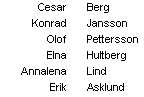 Cesar Berg
Konrad Jansson
Olof Pettersson
Elna Hultberg
Annalena Lind
Erik Asklund